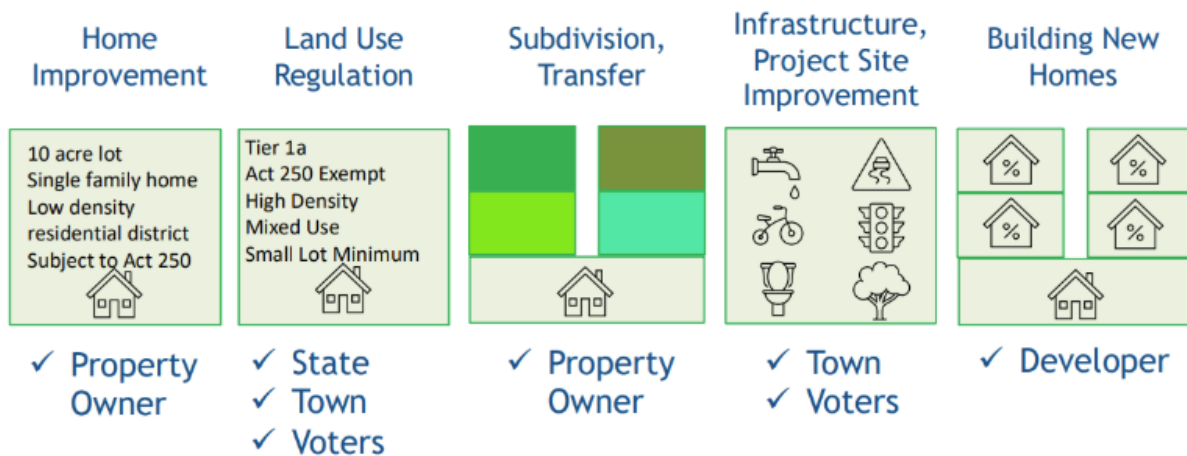 Home
Improvement
Land Use
Regulation
Subdivision,
Transfer
Infrastructure,
Project Site
Improvement
Building New
Homes
10 acre lot
Single family home
Low density
residential district
Subject to Act 250
Tier 1a
Act 250 Exempt
High Density
Mixed Use
Small Lot Minimum
%
%
%
%
✓ Property
Owner
✓ State
✓ Town
✓ Voters
✓ Property
Owner
✓ Town
✓ Voters
✓ Developer